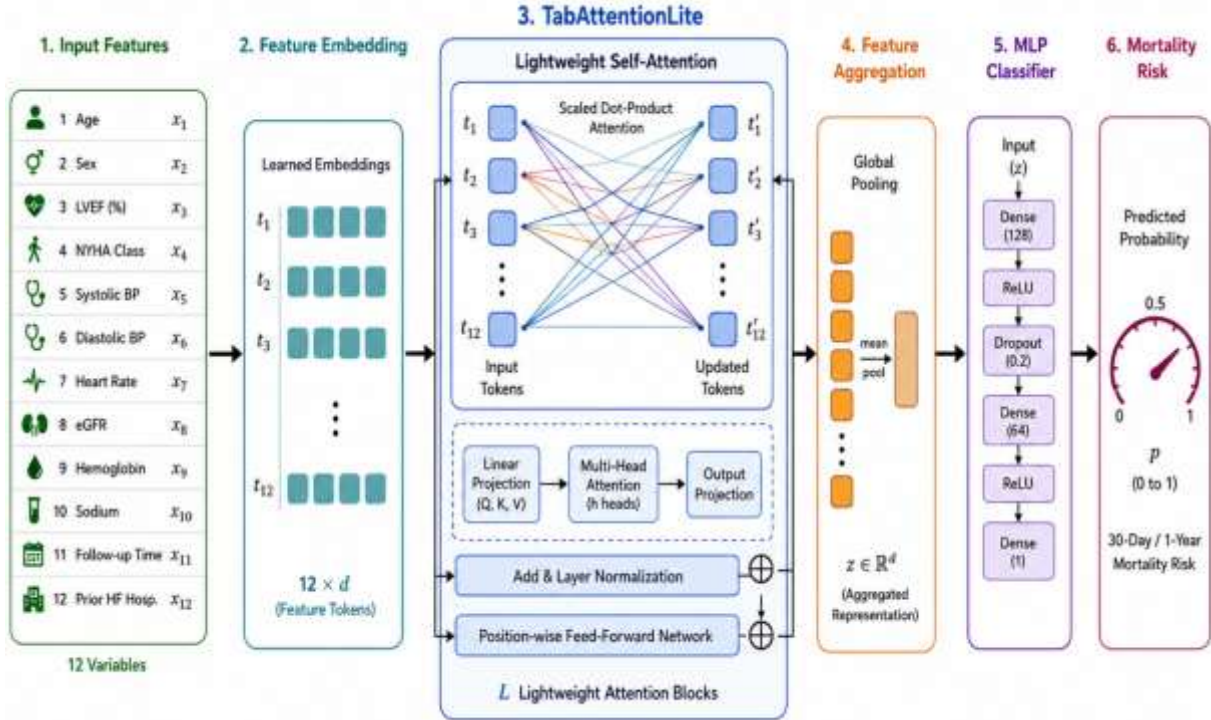 1. Input Features
1 Age x₁
2 Sex x₂
3 LVEF (%) x₃
4 NYHA Class x₄
5 Systolic BP x₅
6 Diastolic BP x₆
7 Heart Rate x₇
8 eGFR x₈
9 Hemoglobin x₉
10 Sodium x₁₀
11 Follow-up Time x₁₁
12 Prior HF Hosp. x₁₂
12 Variables
2. Feature Embedding
Learned Embeddings
t₁
t₂
t₃
t₁₂
12 × d
(Feature Tokens)
3. TabAttentionLite
Lightweight Self-Attention
Scaled Dot-Product
Attention
t₁ t′₁
t₂ t′₂
t₃ t′₃
t₁₂ t′₁₂
Input
Tokens
Updated
Tokens
Linear
Projection
(Q, K, V)
Multi-Head
Attention
(h heads)
Output
Projection
Add & Layer Normalization
Position-wise Feed-Forward Network
L Lightweight Attention Blocks
4. Feature
Aggregation
Global
Pooling
mean
pool
z ∈ ℝᵈ
(Aggregated
Representation)
5. MLP
Classifier
Input
(z)
Dense
(128)
ReLU
Dropout
(0.2)
Dense
(64)
ReLU
Dense
(1)
6. Mortality
Risk
Predicted
Probability
0.5
0 1
p
(0 to 1)
30-Day / 1-Year
Mortality Risk